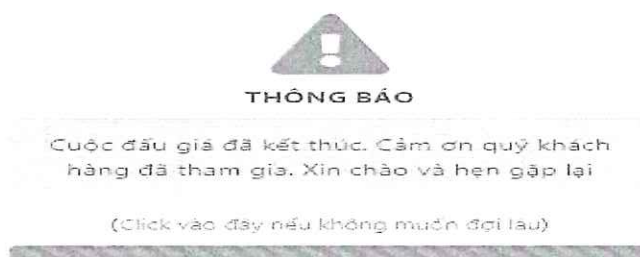 THÔNG BÁO
Cuộc đấu giá đã kết thúc. Cảm ơn quý khách
hàng đã tham gia. Xin chào và hẹn gặp lại
(Click vào đây nếu không muốn đợi lâu)